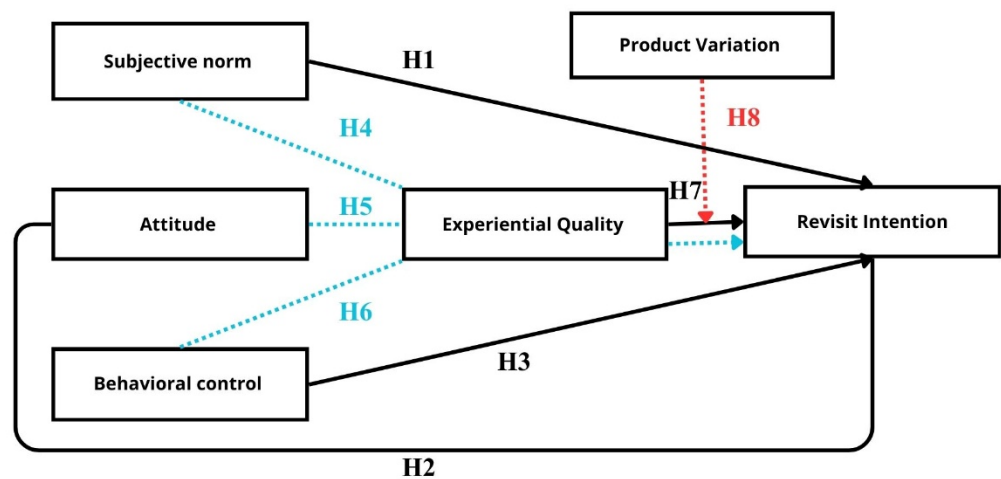 Subjective norm
H1
Product Variation
H4
H8
Attitude
H5
Experiential Quality
H7
Revisit Intention
H6
Behavioral control
H3
H2